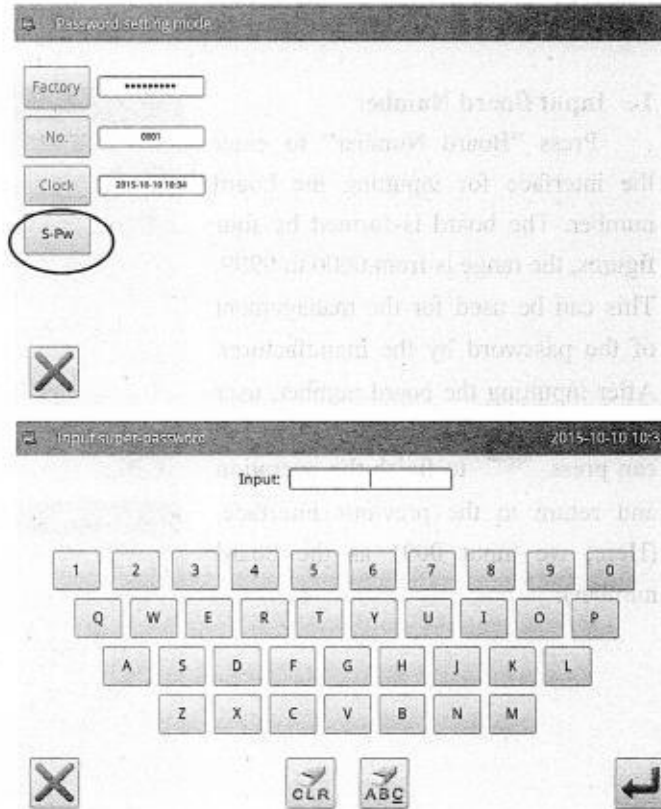 Password setting mode
Factory *********
No. 0801
Clock 2015-10-10 10:34
S-Pw
1- Input Board Number
Press "Board Number" to enter
the interface for inputting the board
number. The board is formed by four
figures, the range is from 0000 to 9999.
This can be used for the management
of the password by the manufacturer.
After inputting the board number, user
Input super-password 2015-10-10 10:3
can press
and return to the previous interface.
Input:
1 2 3 4 5 6 7 8 9 0
Q W E R T Y U I O P
A S D F G H J K L
Z X C V B N M
CLR ABC